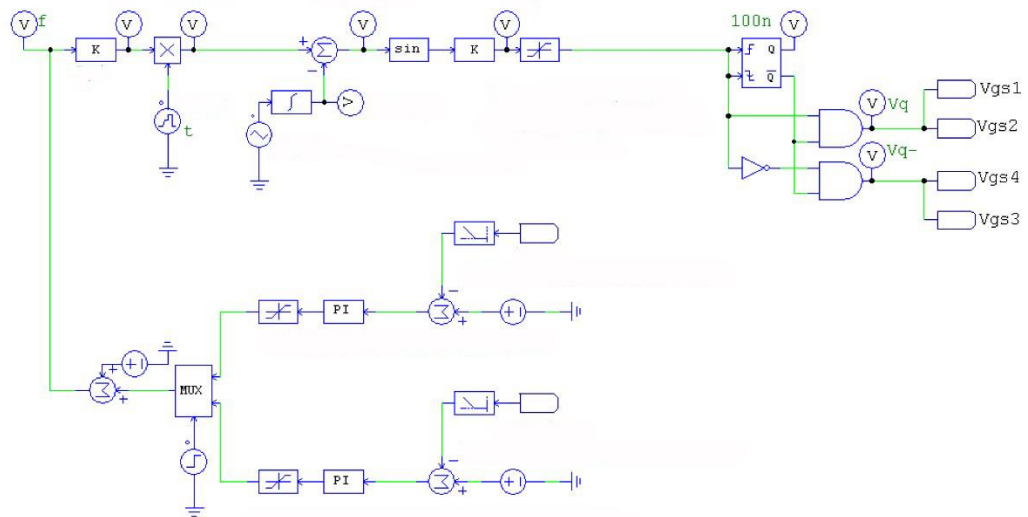 V f V V V V 100n V
K sin K Q
Q
t
V
V Vq Vgs1
Vgs2
V Vq- Vgs4
Vgs3
PI
MUX
PI